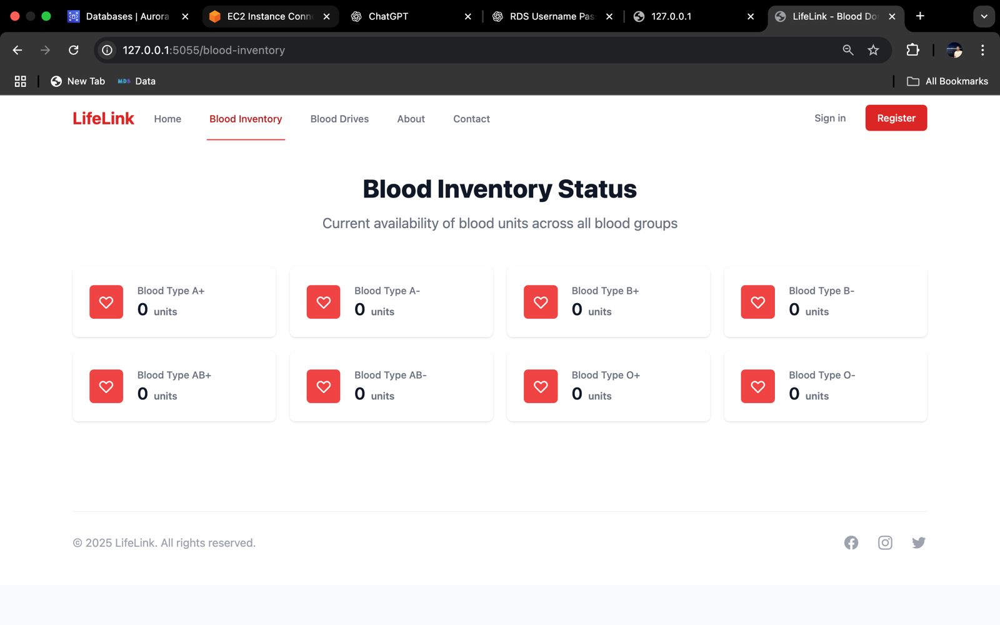 Databases | Aurora
EC2 Instance Conn
ChatGPT
RDS Username Pas
127.0.0.1
LifeLink - Blood Do
127.0.0.1:5055/blood-inventory
New Tab
MDB Data
All Bookmarks
LifeLink
Home
Blood Inventory
Blood Drives
About
Contact
Sign in
Register
Blood Inventory Status
Current availability of blood units across all blood groups
Blood Type A+
0 units
Blood Type A-
0 units
Blood Type B+
0 units
Blood Type B-
0 units
Blood Type AB+
0 units
Blood Type AB-
0 units
Blood Type O+
0 units
Blood Type O-
0 units
© 2025 LifeLink. All rights reserved.